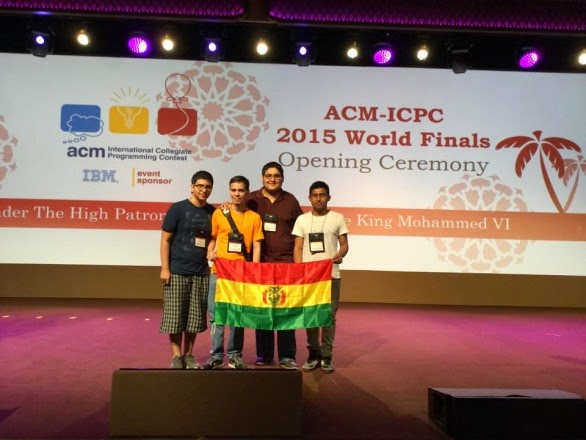 ACM-ICPC
2015 World Finals
Opening Ceremony
acm International Collegiate
Programming Contest
IBM. event
sponsor
The High Patron
King Mohammed VI